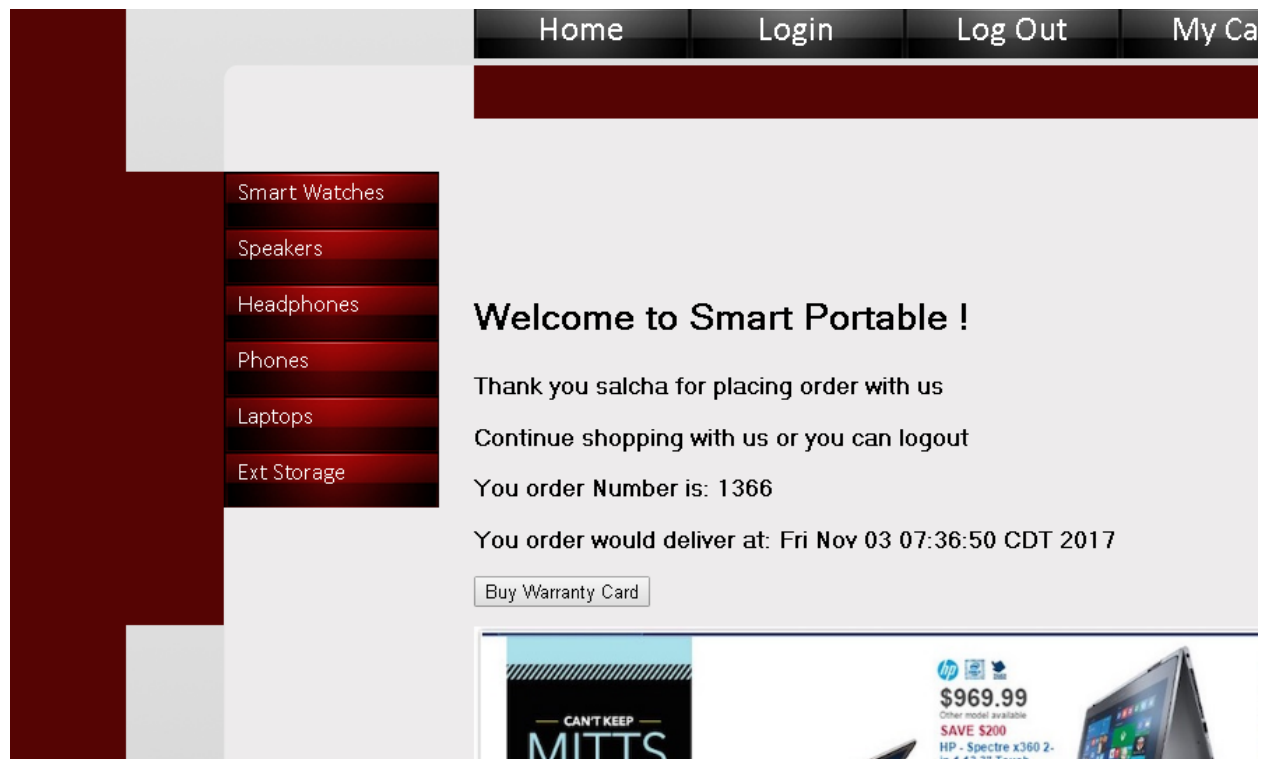 Home Login Log Out My Ca
Smart Watches
Speakers
Headphones
Phones
Laptops
Ext Storage
Welcome to Smart Portable !
Thank you salcha for placing order with us
Continue shopping with us or you can logout
You order Number is: 1366
You order would deliver at: Fri Nov 03 07:36:50 CDT 2017
Buy Warranty Card
CAN'T KEEP
MITTS
hp
$969.99
Other model available
SAVE $200
HP - Spectre x360 2-